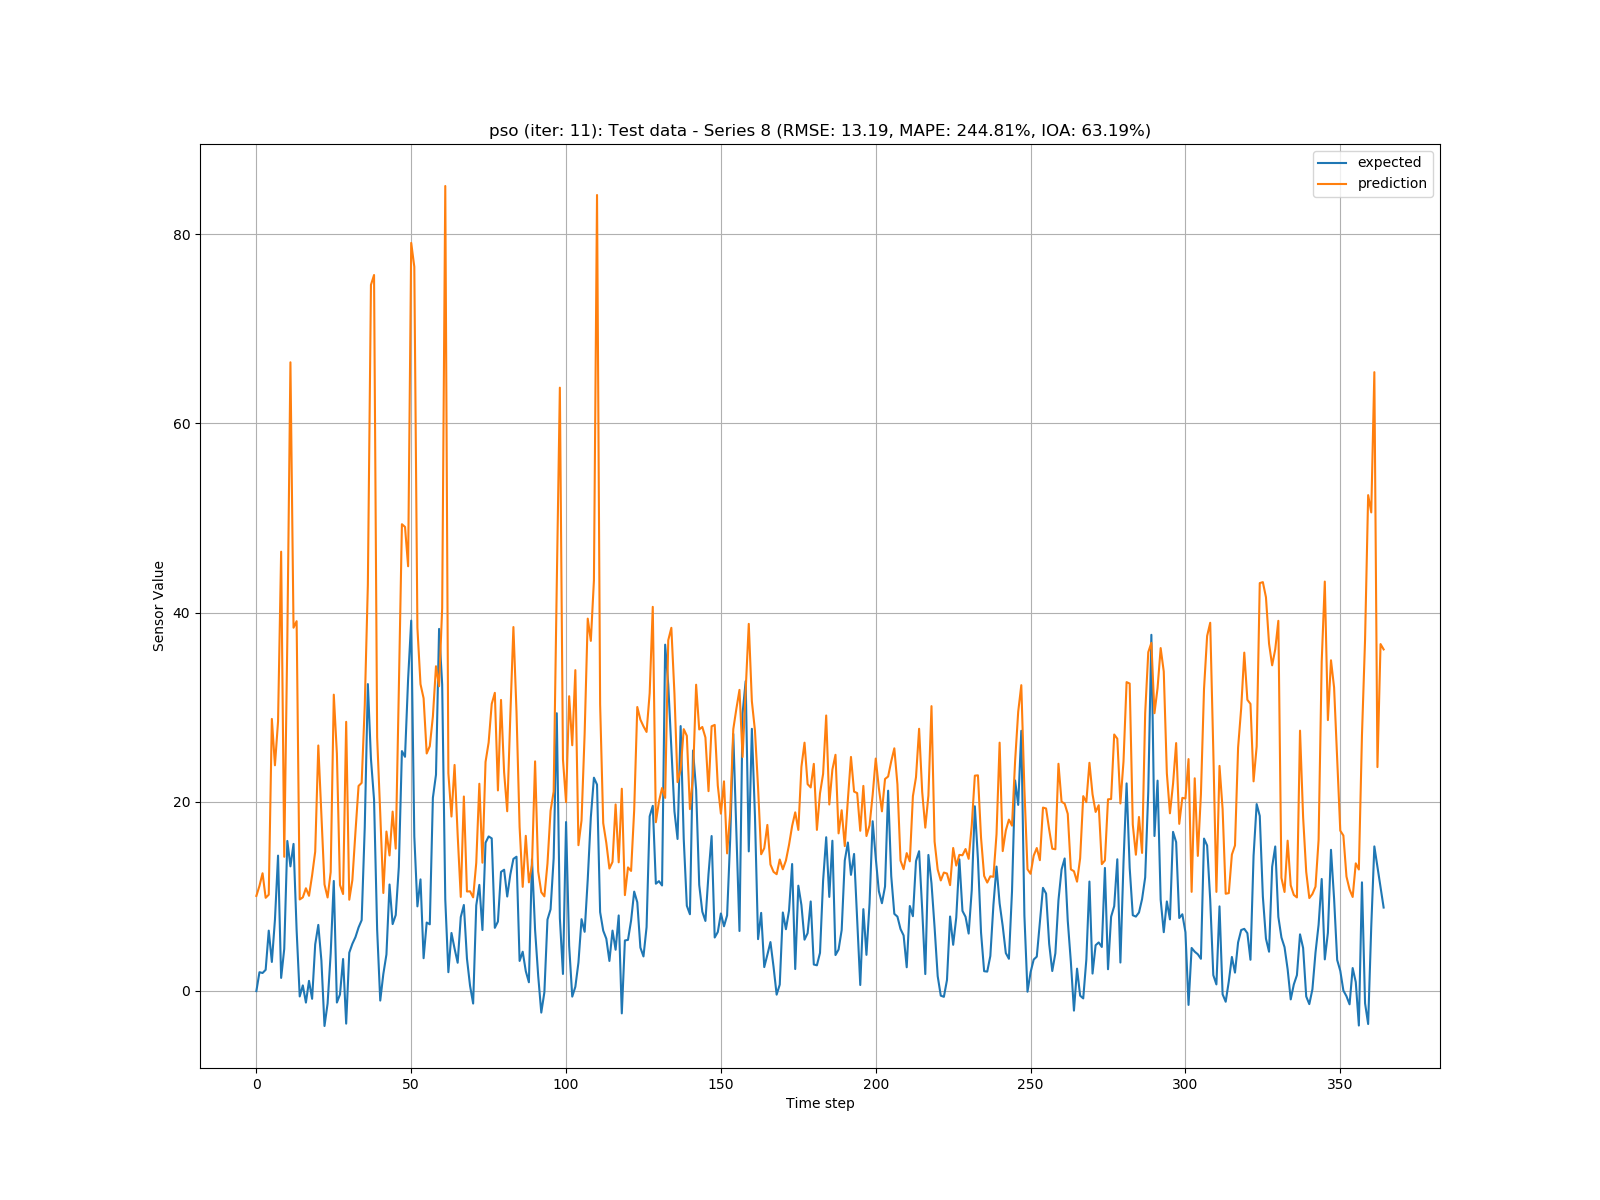 pso (iter: 11): Test data - Series 8 (RMSE: 13.19, MAPE: 244.81%, IOA: 63.19%)
expected
prediction
80
60
40
20
0
Sensor Value
0 50 100 150 200 250 300 350
Time step